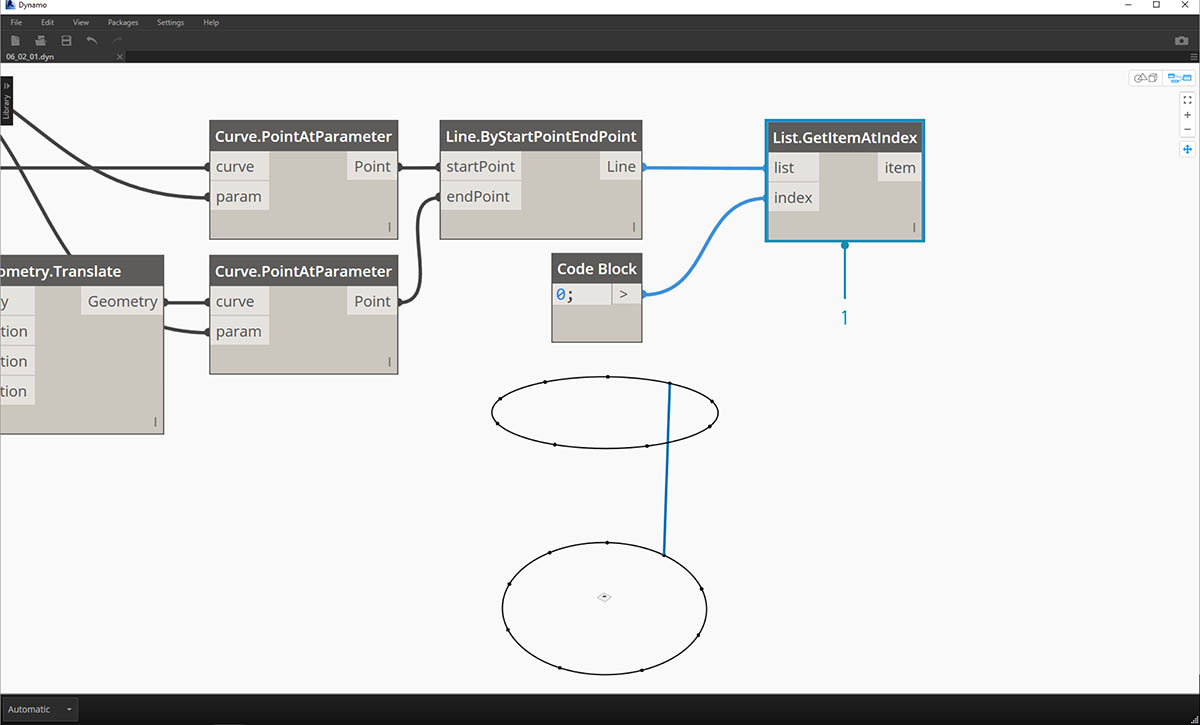 Dynamo
File Edit View Packages Settings Help
06_02_01.dyn
Library
Curve.PointAtParameter
curve Point
param
Line.ByStartPointEndPoint
startPoint Line
endPoint
List.GetItemAtIndex
list item
index
ometry.Translate
y Geometry
tion
tion
tion
Curve.PointAtParameter
curve Point
param
Code Block
0; >
1
Automatic